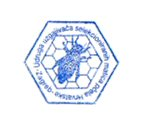 Udruga uzgajivača selekcioniranih matica pčela Hrvatske